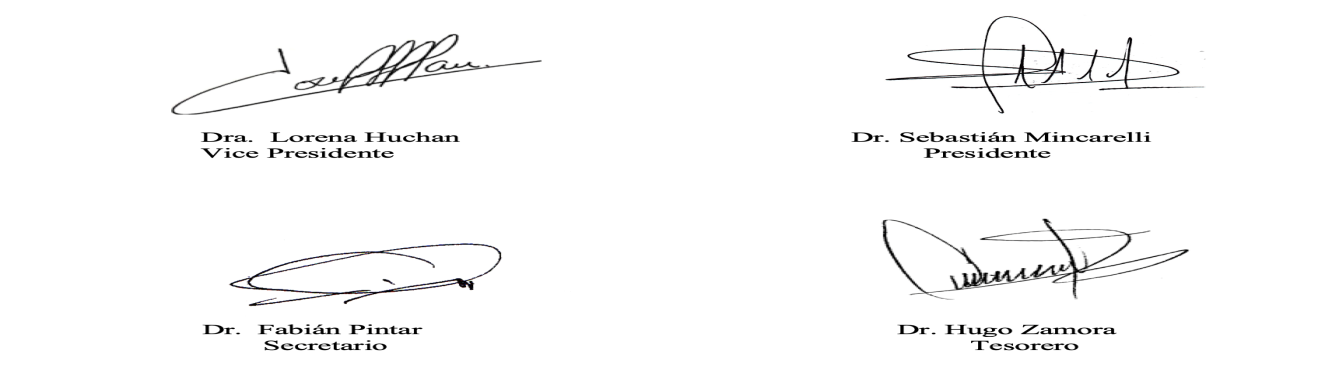 Dra. Lorena Huchan
Vice Presidente
Dr. Sebastián Mincarelli
Presidente
Dr. Fabián Pintar
Secretario
Dr. Hugo Zamora
Tesorero